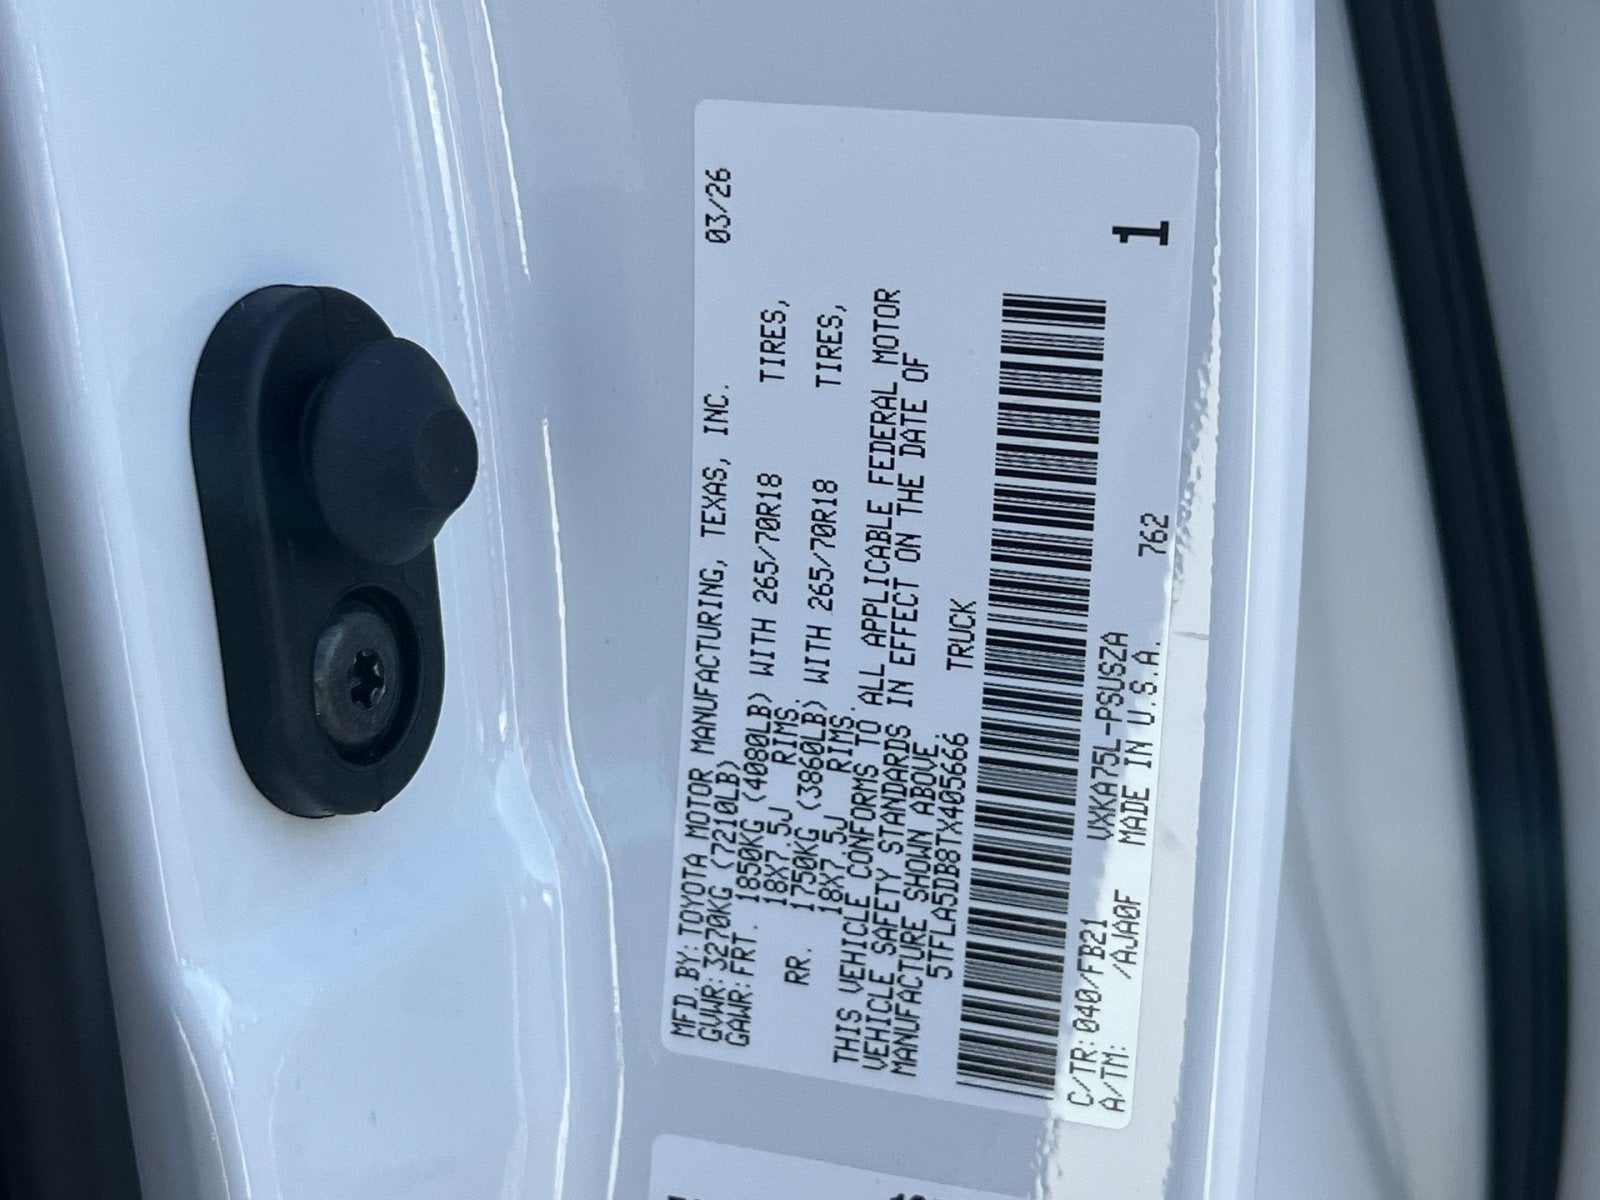 MFD.BY:TOYOTA MOTOR MANUFACTURING, TEXAS, INC. 03/26
GVWR:3270KG (7210LB)
GAWR:FRT. 1850KG (4080LB) WITH 265/70R18 TIRES,
18X7.5J RIMS.
RR. 1750KG (3860LB) WITH 265/70R18 TIRES,
18X7.5J RIMS.
THIS VEHICLE CONFORMS TO ALL APPLICABLE FEDERAL MOTOR
VEHICLE SAFETY STANDARDS IN EFFECT ON THE DATE OF
MANUFACTURE SHOWN ABOVE.
5TFLA5DB8TX405666 TRUCK
1
C/TR:040/FB21 VXKA75L-PSUSZA
A/TM: /AJA0F MADE IN U.S.A. 762